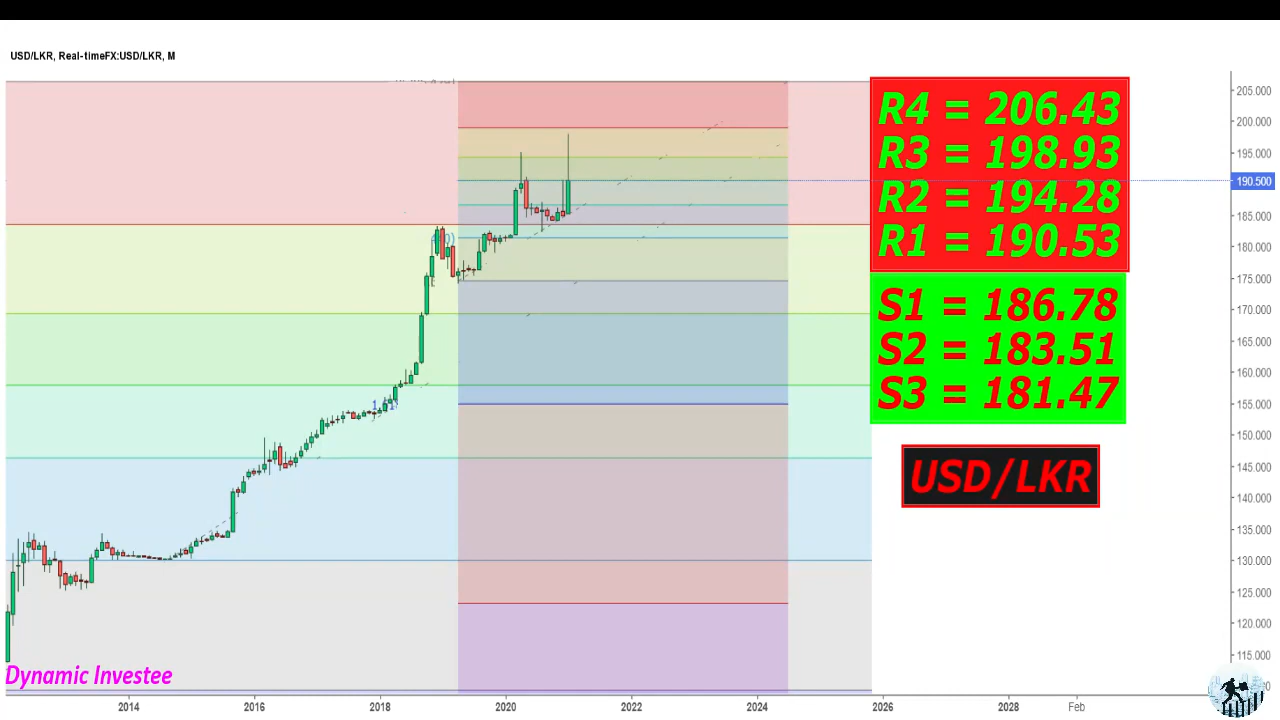 USD/LKR, Real-timeFX:USD/LKR, M
R4 = 206.43
R3 = 198.93
R2 = 194.28
R1 = 190.53
S1 = 186.78
S2 = 183.51
S3 = 181.47
USD/LKR
205.000
200.000
195.000
190.500
185.000
180.000
175.000
170.000
165.000
160.000
155.000
150.000
145.000
140.000
135.000
130.000
125.000
120.000
115.000
Dynamic Investee
2014
2016
2018
2020
2022
2024
2026
2028
Feb